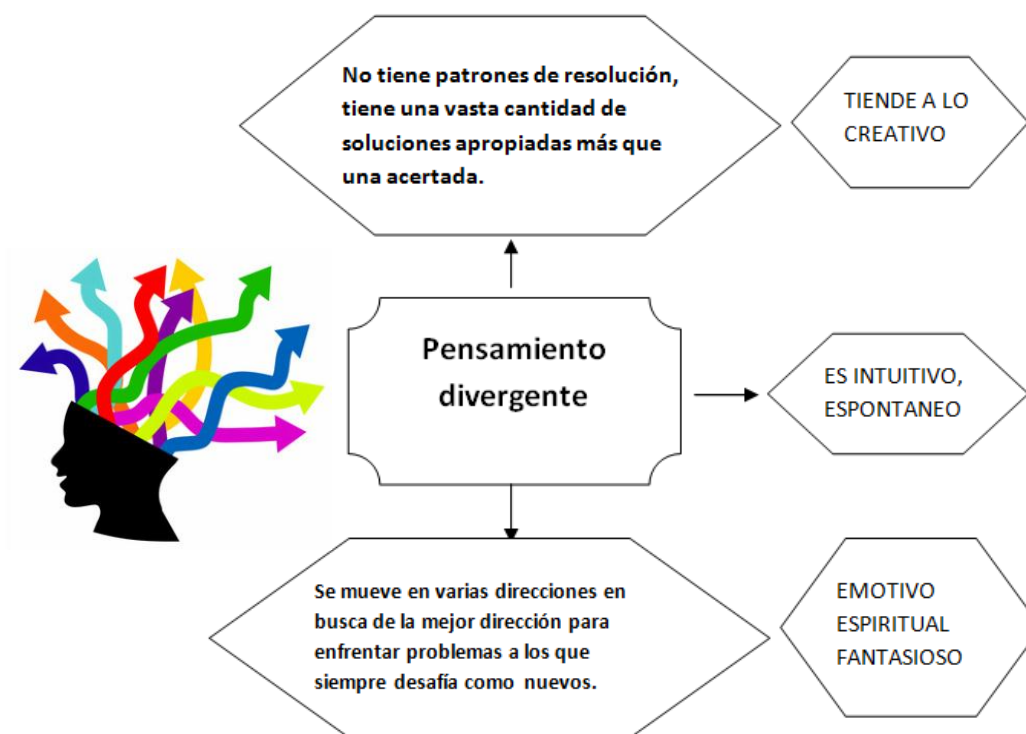 No tiene patrones de resolución,
tiene una vasta cantidad de
soluciones apropiadas más que
una acertada.
TIENDE A LO
CREATIVO
Pensamiento
divergente
ES INTUITIVO,
ESPONTANEO
Se mueve en varias direcciones en
busca de la mejor dirección para
enfrentar problemas a los que
siempre desafía como nuevos.
EMOTIVO
ESPIRITUAL
FANTASIOSO